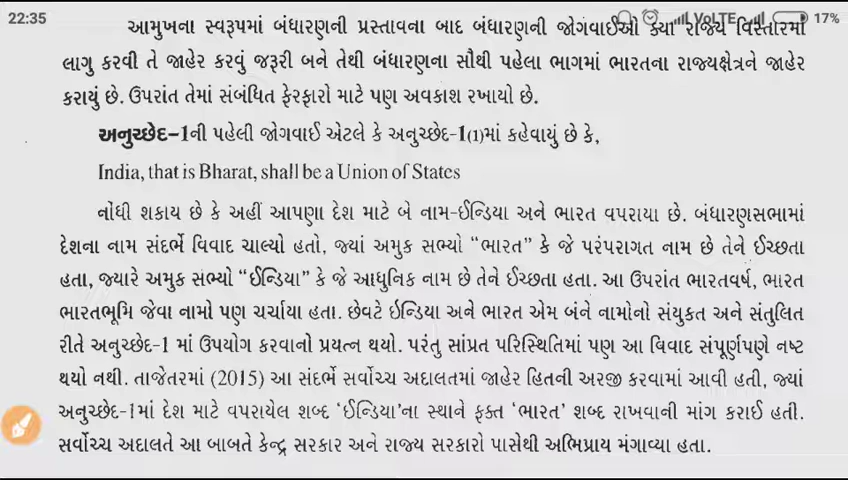 22:35
VoLTE 17%
આમુખના સ્વરૂપમાં બંધારણની પ્રસ્તાવના બાદ બંધારણની જોગવાઈઓ ક્યા રાજ્ય વિસ્તારમાં
લાગુ કરવી તે જાહેર કરવું જરૂરી બને તેથી બંધારણના સૌથી પહેલા ભાગમાં ભારતના રાજ્યક્ષેત્રને જાહેર
કરાયું છે. ઉપરાંત તેમાં સંબંધિત ફેરફારો માટે પણ અવકાશ રખાયો છે.
અનુચ્છેદ-1ની પહેલી જોગવાઈ એટલે કે અનુચ્છેદ-1(1)માં કહેવાયું છે કે,
India, that is Bharat, shall be a Union of States
નોંધી શકાય છે કે અહીં આપણા દેશ માટે બે નામ-ઈન્ડિયા અને ભારત વપરાયા છે. બંધારણસભામાં
દેશના નામ સંદર્ભે વિવાદ ચાલ્યો હતો, જ્યાં અમુક સભ્યો “ભારત” કે જે પરંપરાગત નામ છે તેને ઈચ્છતા
હતા, જ્યારે અમુક સભ્યો “ઈન્ડિયા” કે જે આધુનિક નામ છે તેને ઈચ્છતા હતા. આ ઉપરાંત ભારતવર્ષ, ભારત
ભારતભૂમિ જેવા નામો પણ ચર્ચાયા હતા. છેવટે ઇન્ડિયા અને ભારત એમ બંને નામોનો સંયુકત અને સંતુલિત
રીતે અનુચ્છેદ-1 માં ઉપયોગ કરવાનો પ્રયત્ન થયો. પરંતુ સાંપ્રત પરિસ્થિતિમાં પણ આ વિવાદ સંપૂર્ણપણે નષ્ટ
થયો નથી. તાજેતરમાં (2015) આ સંદર્ભે સર્વોચ્ચ અદાલતમાં જાહેર હિતની અરજી કરવામાં આવી હતી, જ્યાં
અનુચ્છેદ-1માં દેશ માટે વપરાયેલ શબ્દ ‘ઈન્ડિયા’ના સ્થાને ફક્ત ‘ભારત’ શબ્દ રાખવાની માંગ કરાઈ હતી.
સર્વોચ્ચ અદાલતે આ બાબતે કેન્દ્ર સરકાર અને રાજ્ય સરકારો પાસેથી અભિપ્રાય મંગાવ્યા હતા.